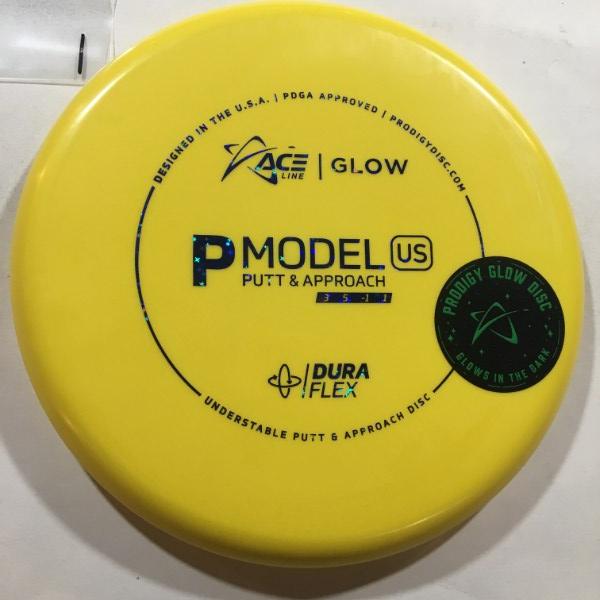 DESIGNED IN THE U.S.A. | PDGA APPROVED | PRODIGYDISC.COM
ACE LINE | GLOW
P MODEL US
PUTT & APPROACH
3 5 -1 1
DURA FLEX
UNDERSTABLE PUTT & APPROACH DISC
PRODIGY GLOW DISC
GLOWS IN THE DARK